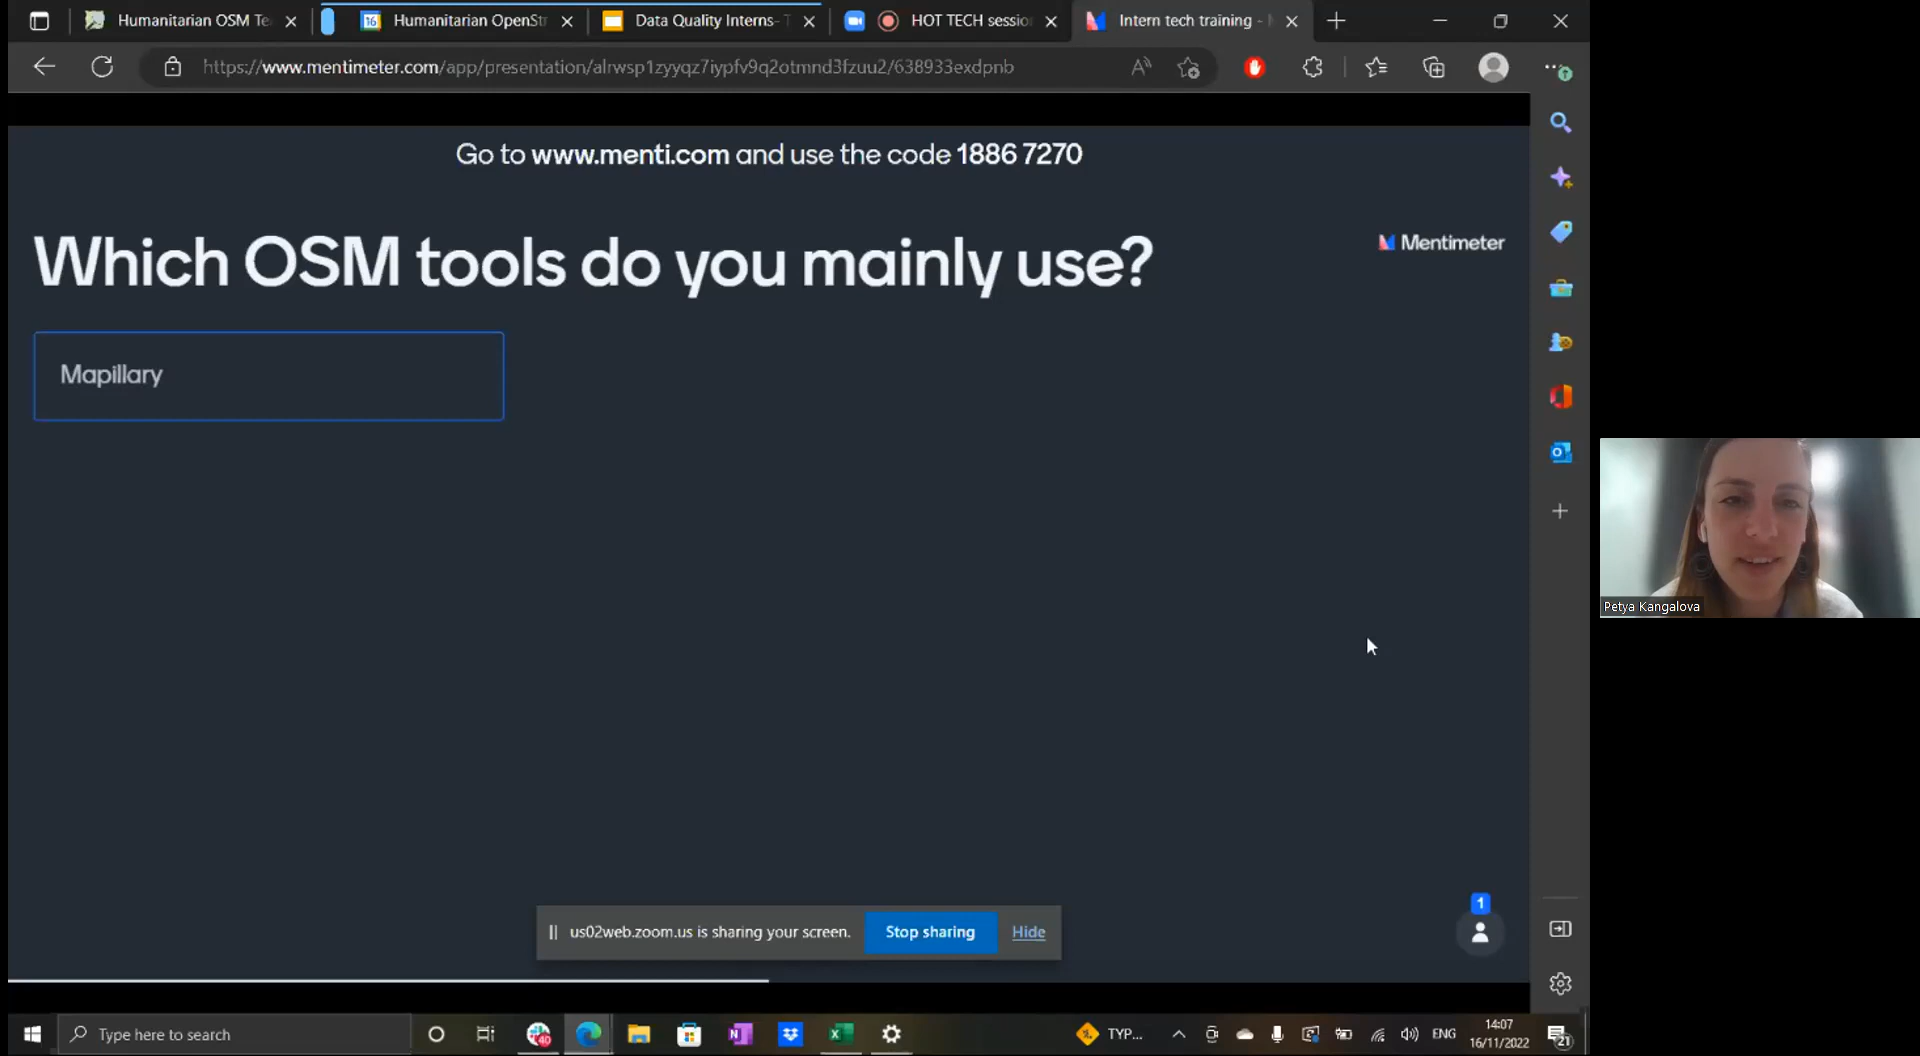 Humanitarian OSM Te
Humanitarian OpenStr
Data Quality Interns- T
HOT TECH sessio
Intern tech training -
https://www.mentimeter.com/app/presentation/alrwsp1zyyqz7iypfv9q2otmnd3fzuu2/638933exdpnb
Go to www.menti.com and use the code 1886 7270
Which OSM tools do you mainly use?
Mentimeter
Mapillary
Petya Kangalova
1
us02web.zoom.us is sharing your screen.
Stop sharing
Hide
Type here to search
TYP...
ENG
14:07
16/11/2022
21